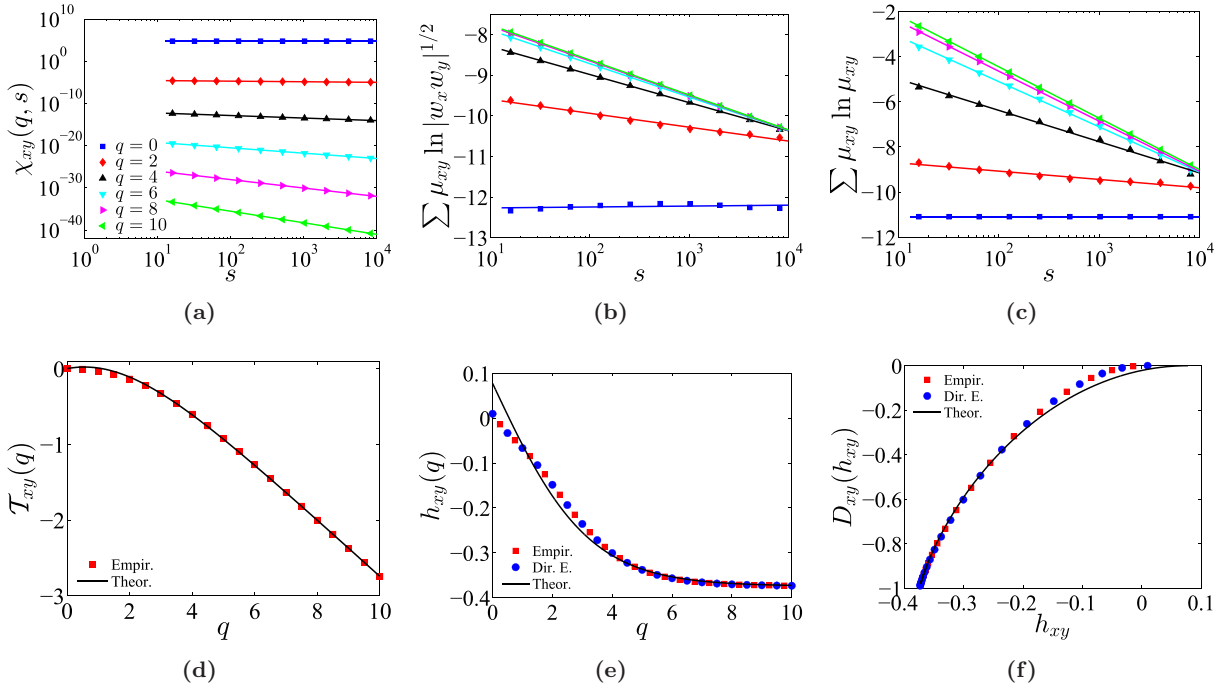 10^10
10^0
10^-10
10^-20
10^-30
10^-40
χ_xy(q, s)
q = 0
q = 2
q = 4
q = 6
q = 8
q = 10
10^0 10^1 10^2 10^3 10^4
s
(a)
−8
−9
−10
−11
−12
−13
∑ μ_xy ln |w_x w_y|^1/2
10^1 10^2 10^3 10^4
s
(b)
−2
−4
−6
−8
−10
−12
∑ μ_xy ln μ_xy
10^1 10^2 10^3 10^4
s
(c)
0
−1
−2
−3
𝒯_xy(q)
Empir.
Theor.
0 2 4 6 8 10
q
(d)
0.1
0
−0.1
−0.2
−0.3
−0.4
h_xy(q)
Empir.
Dir. E.
Theor.
0 2 4 6 8 10
q
(e)
0
−0.2
−0.4
−0.6
−0.8
−1
D_xy(h_xy)
Empir.
Dir. E.
Theor.
−0.4 −0.3 −0.2 −0.1 0 0.1
h_xy
(f)